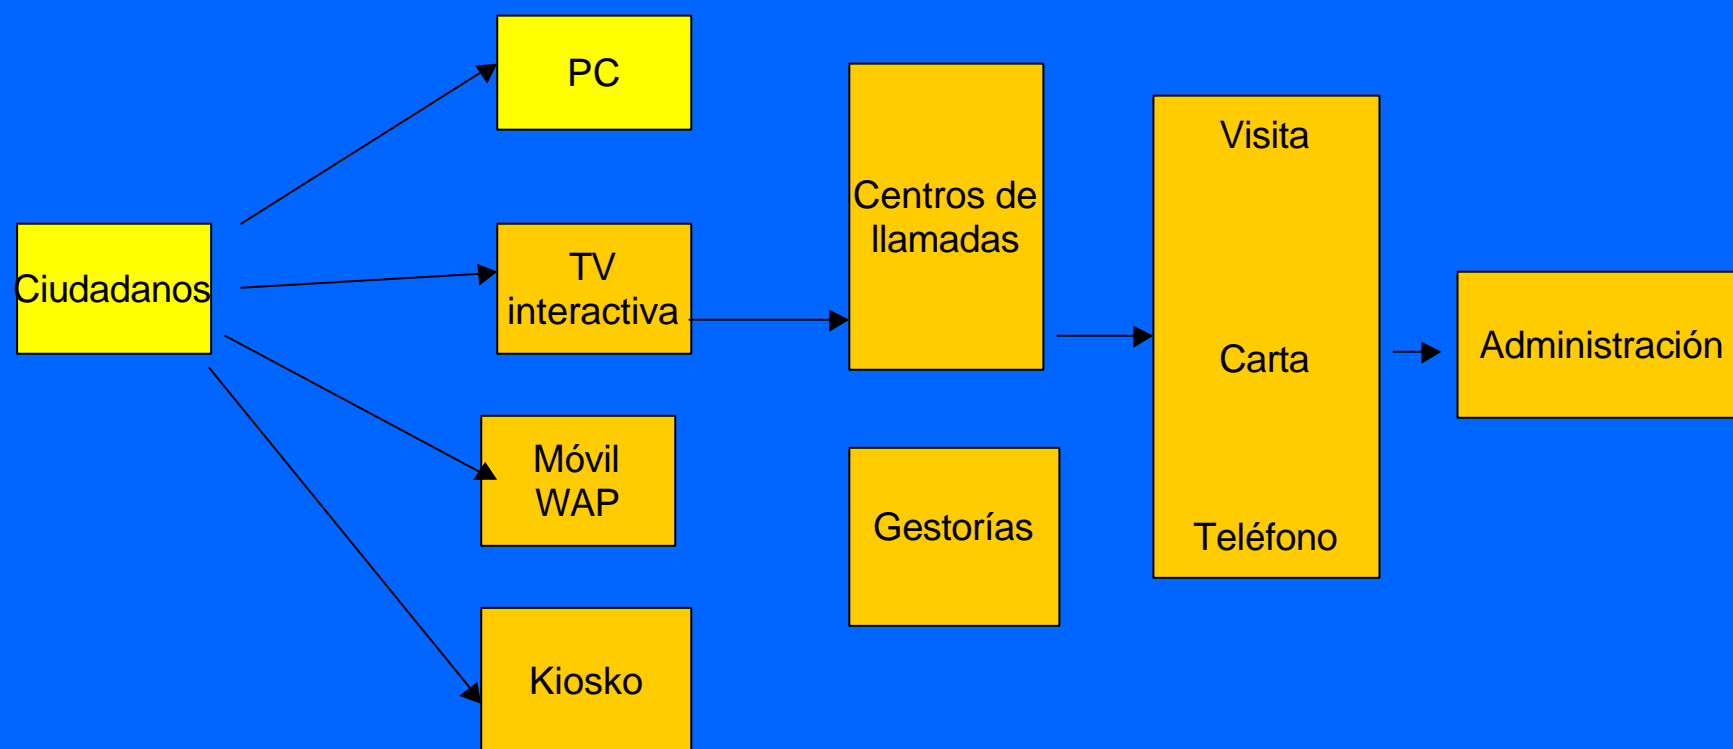 PC
Ciudadanos
TV
interactiva
Móvil
WAP
Kiosko
Centros de
llamadas
Gestorías
Visita
Carta
Teléfono
Administración